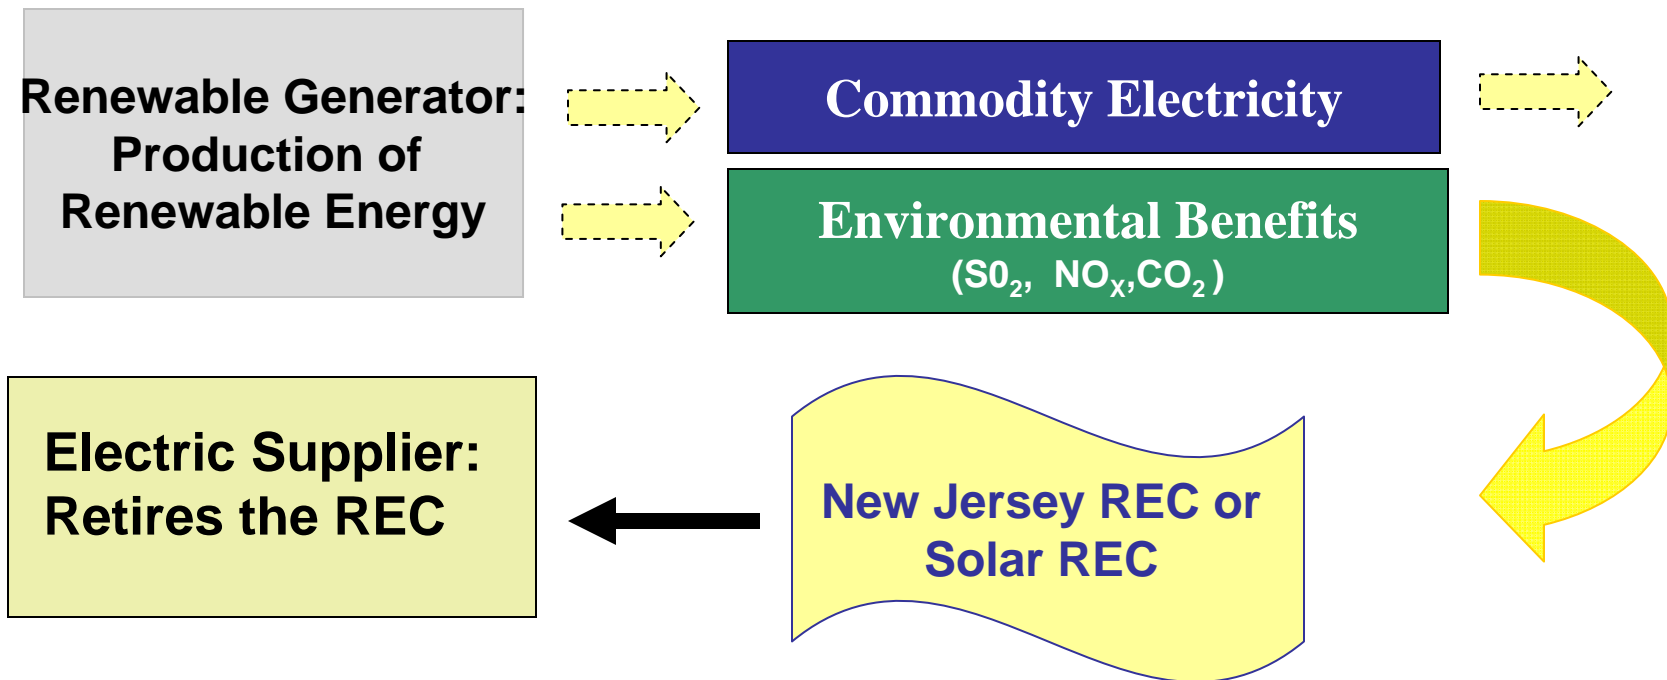 Renewable Generator:
Production of
Renewable Energy
Commodity Electricity
Environmental Benefits
(S0₂, NOₓ,CO₂ )
Electric Supplier:
Retires the REC
New Jersey REC or
Solar REC